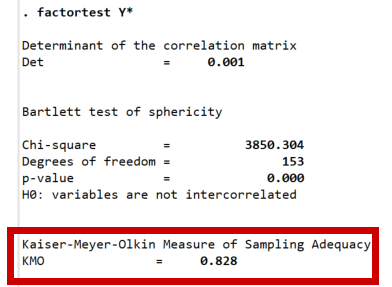 . factortest Y*
Determinant of the correlation matrix
Det = 0.001
Bartlett test of sphericity
Chi-square = 3850.304
Degrees of freedom = 153
p-value = 0.000
H0: variables are not intercorrelated
Kaiser-Meyer-Olkin Measure of Sampling Adequacy
KMO = 0.828